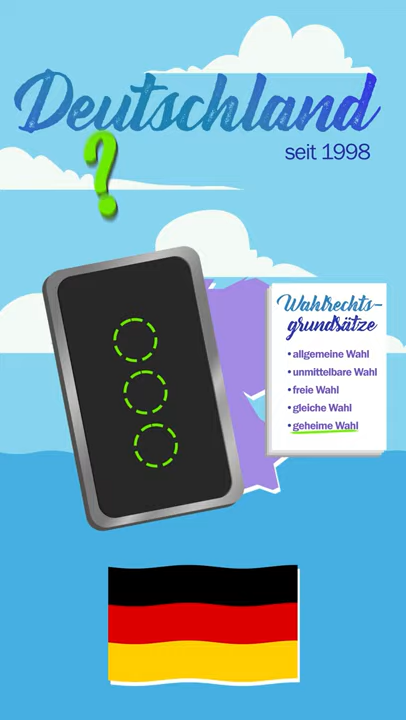 Deutschland
seit 1998
?
Wahlrechts-
grundsätze
• allgemeine Wahl
• unmittelbare Wahl
• freie Wahl
• gleiche Wahl
• geheime Wahl